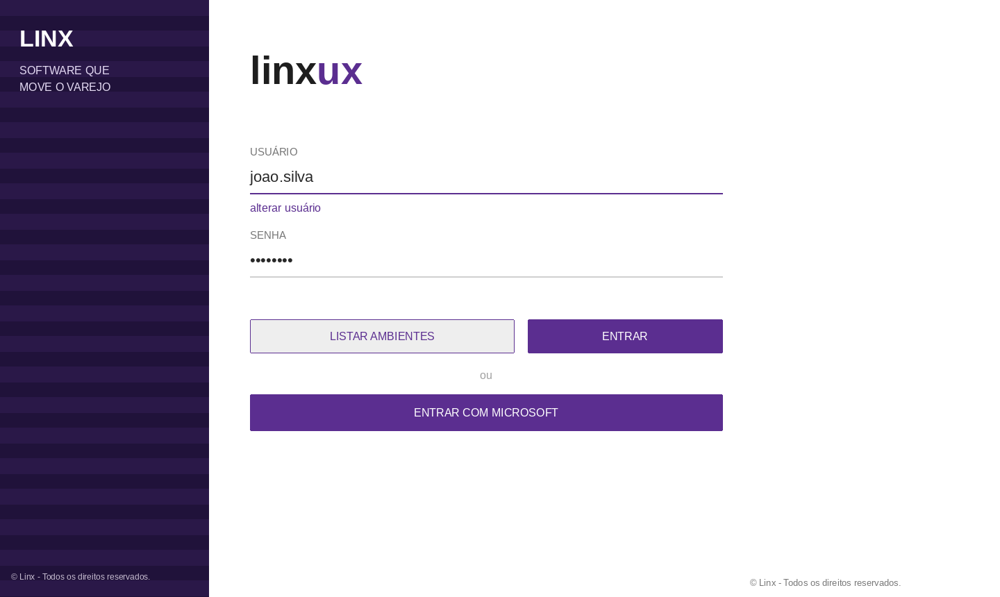 LINX
SOFTWARE QUE
MOVE O VAREJO
linxux
USUÁRIO
joao.silva
alterar usuário
SENHA
••••••••
LISTAR AMBIENTES
ENTRAR
ou
ENTRAR COM MICROSOFT
© Linx - Todos os direitos reservados.
© Linx - Todos os direitos reservados.